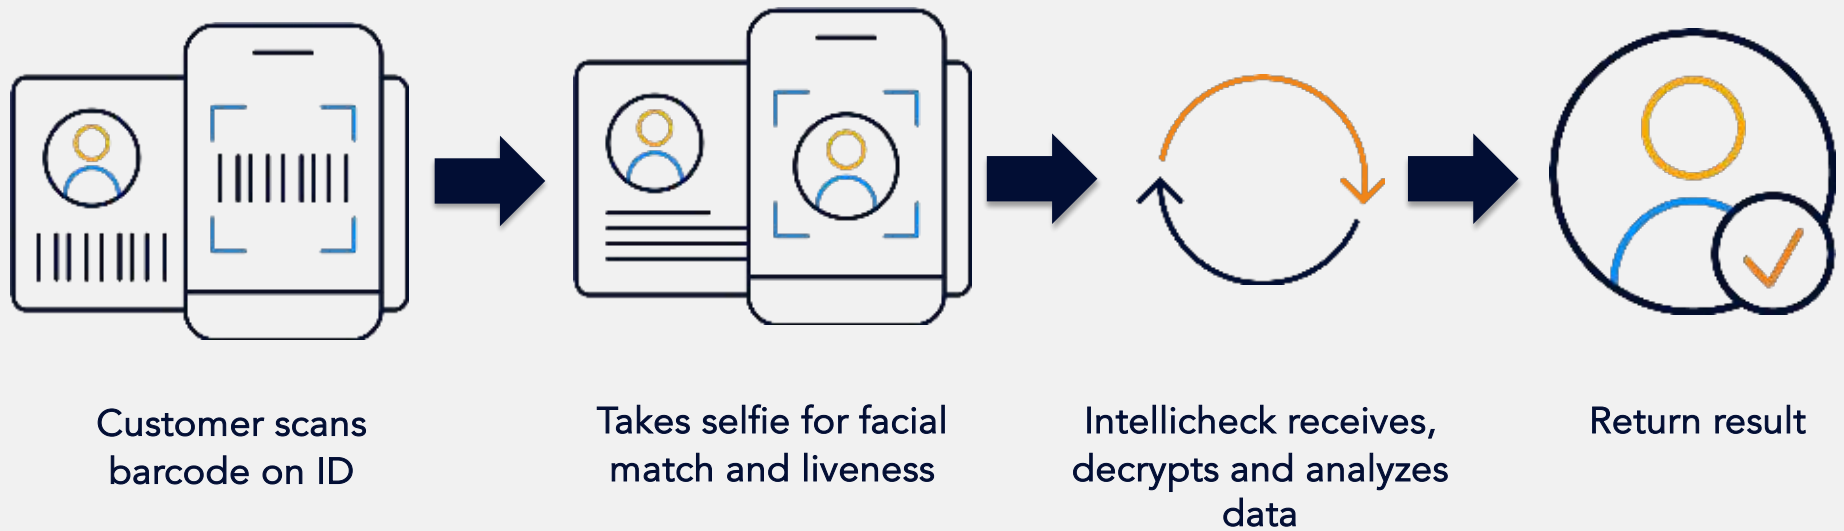 Customer scans
barcode on ID
Takes selfie for facial
match and liveness
Intellicheck receives,
decrypts and analyzes
data
Return result